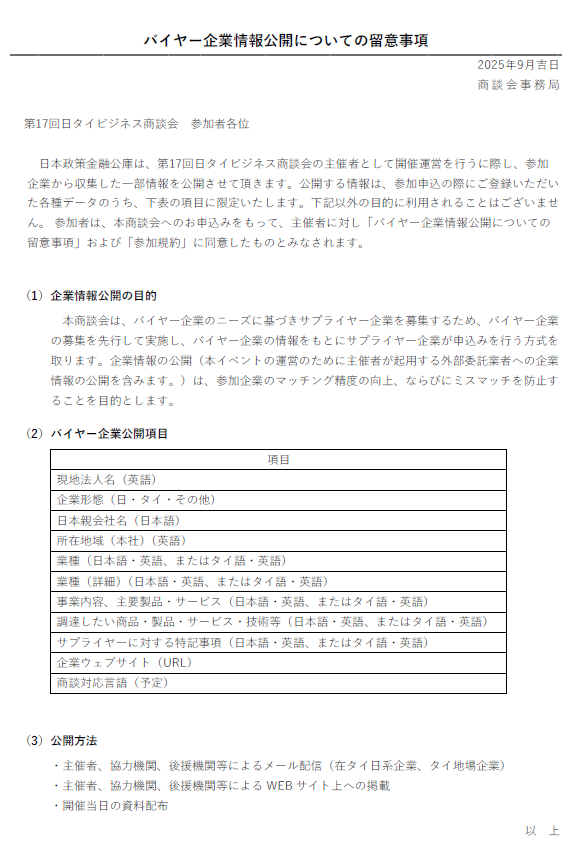 バイヤー企業情報公開についての留意事項
2025年9月吉日
商談会事務局
第17回日タイビジネス商談会　参加者各位
日本政策金融公庫は、第17回日タイビジネス商談会の主催者として開催運営を行うに際し、参加
企業から収集した一部情報を公開させて頂きます。公開する情報は、参加申込の際にご登録いただい
た各種データのうち、下表の項目に限定いたします。下記以外の目的に利用されることはございませ
ん。 参加者は、本商談会へのお申込みをもって、主催者に対し「バイヤー企業情報公開についての
留意事項」および「参加規約」に同意したものとみなされます。
（1）企業情報公開の目的
本商談会は、バイヤー企業のニーズに基づきサプライヤー企業を募集するため、バイヤー企業
の募集を先行して実施し、バイヤー企業の情報をもとにサプライヤー企業が申込みを行う方式を
取ります。企業情報の公開（本イベントの運営のために主催者が起用する外部委託業者への企業
情報の公開を含みます。）は、参加企業のマッチング精度の向上、ならびにミスマッチを防止す
ることを目的とします。
（2）バイヤー企業公開項目
項目
現地法人名（英語）
企業形態（日・タイ・その他）
日本親会社名（日本語）
所在地域（本社）（英語）
業種（日本語・英語、またはタイ語・英語）
業種（詳細）（日本語・英語、またはタイ語・英語）
事業内容、主要製品・サービス（日本語・英語、またはタイ語・英語）
調達したい商品・製品・サービス・技術等（日本語・英語、またはタイ語・英語）
サプライヤーに対する特記事項（日本語・英語、またはタイ語・英語）
企業ウェブサイト（URL）
商談対応言語（予定）
（3）公開方法
・主催者、協力機関、後援機関等によるメール配信（在タイ日系企業、タイ地場企業）
・主催者、協力機関、後援機関等による WEB サイト上への掲載
・開催当日の資料配布
以　上